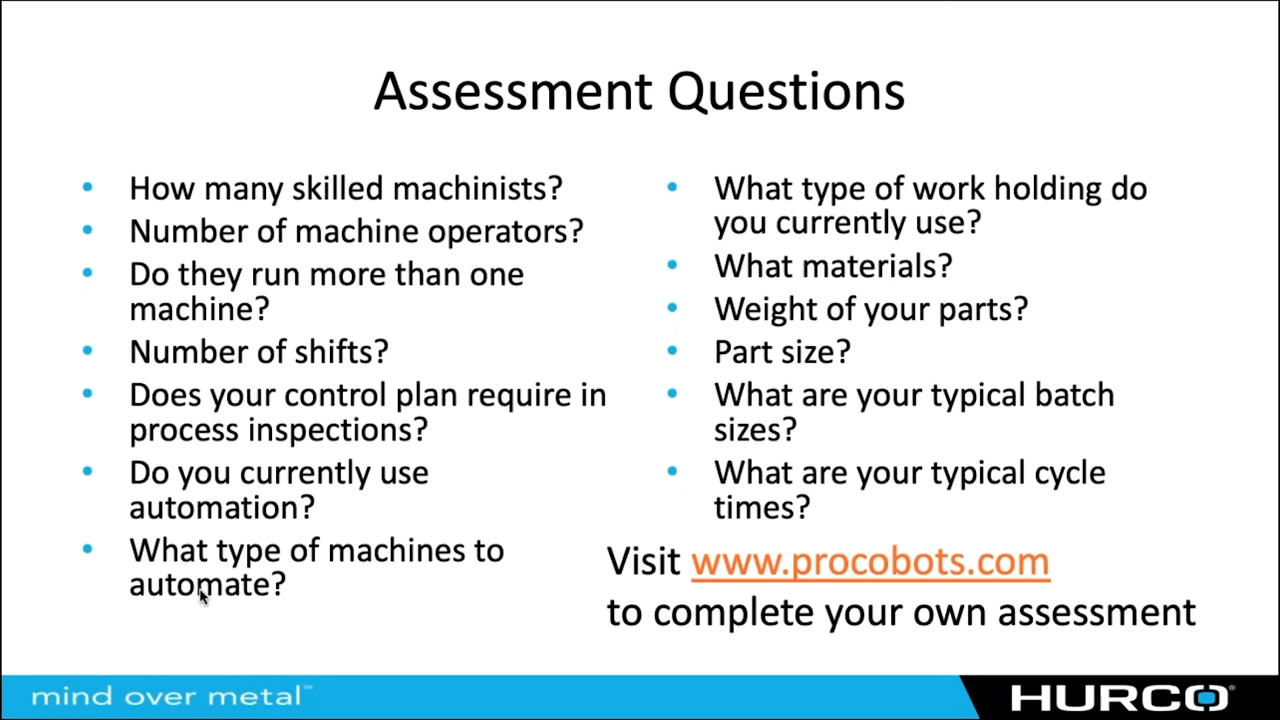 Assessment Questions
• How many skilled machinists?
• Number of machine operators?
• Do they run more than one
machine?
• Number of shifts?
• Does your control plan require in
process inspections?
• Do you currently use
automation?
• What type of machines to
automate?
• What type of work holding do
you currently use?
• What materials?
• Weight of your parts?
• Part size?
• What are your typical batch
sizes?
• What are your typical cycle
times?
Visit www.procobots.com
to complete your own assessment
mind over metal™
HURCO®